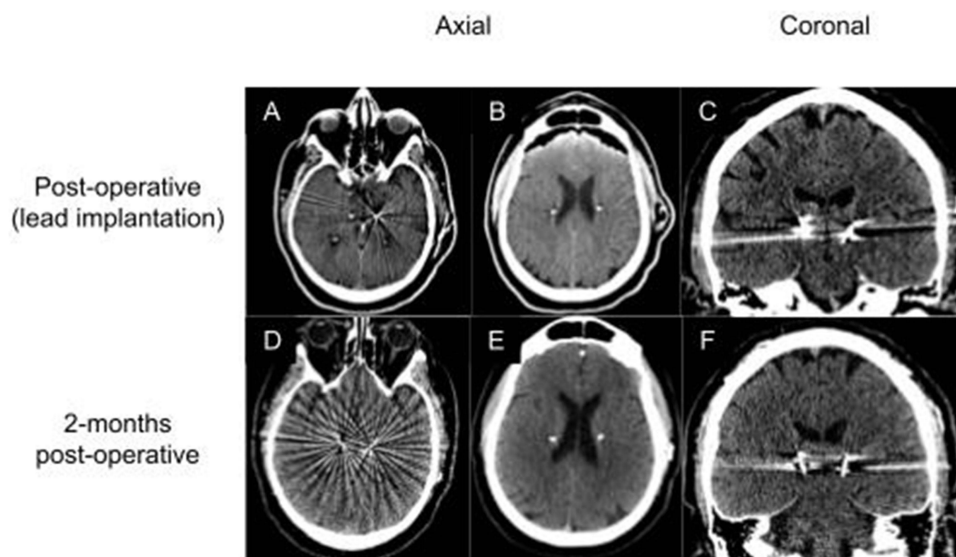 Axial
Coronal
A
B
C
Post-operative
(lead implantation)
D
E
F
2-months
post-operative